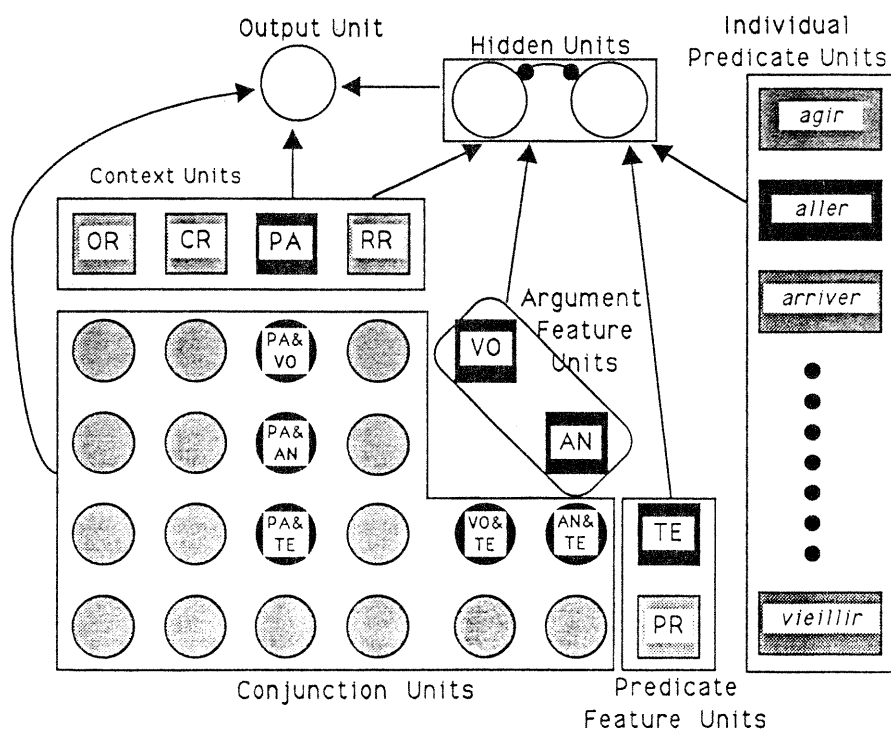 Output Unit
Hidden Units
Individual
Predicate Units
agir
Context Units
OR CR PA RR
aller
arriver
Argument
Feature
Units
VO
AN
PA&
VO
PA&
AN
PA&
TE
VO&
TE
AN&
TE
TE
PR
vieillir
Conjunction Units
Predicate
Feature Units